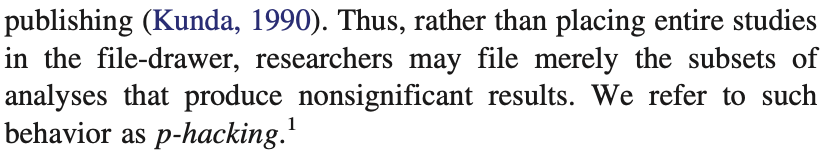 publishing (Kunda, 1990). Thus, rather than placing entire studies
in the file-drawer, researchers may file merely the subsets of
analyses that produce nonsignificant results. We refer to such
behavior as p-hacking.¹